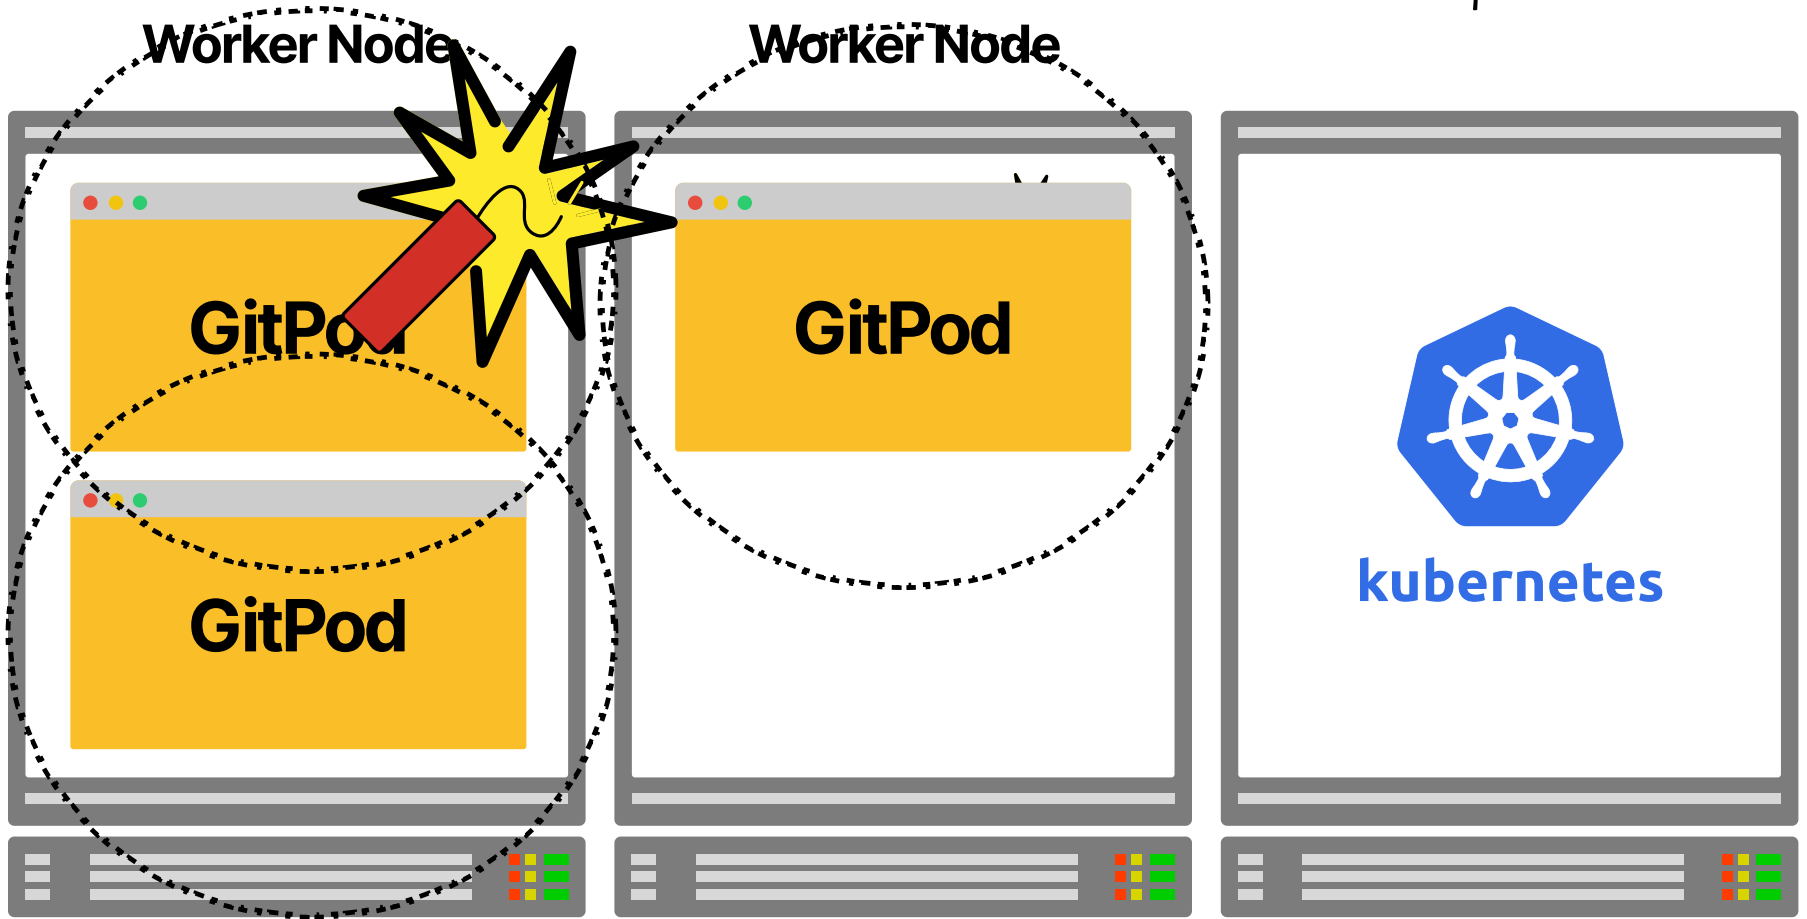 Worker Node
Worker Node
GitPod
GitPod
GitPod
kubernetes